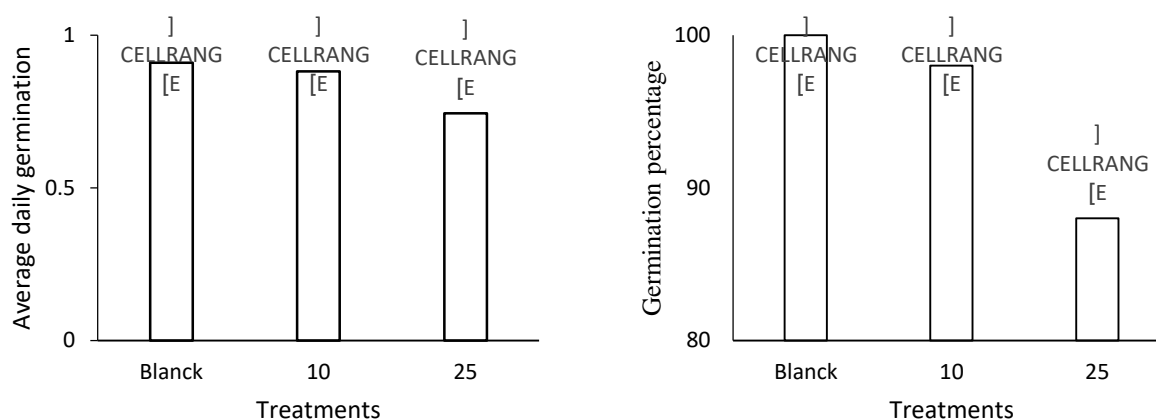 Average daily germination
1
0.5
0
]
CELLRANG
[E
]
CELLRANG
[E
]
CELLRANG
[E
Blanck 10 25
Treatments
Germination percentage
100
90
80
]
CELLRANG
[E
]
CELLRANG
[E
]
CELLRANG
[E
Blanck 10 25
Treatments